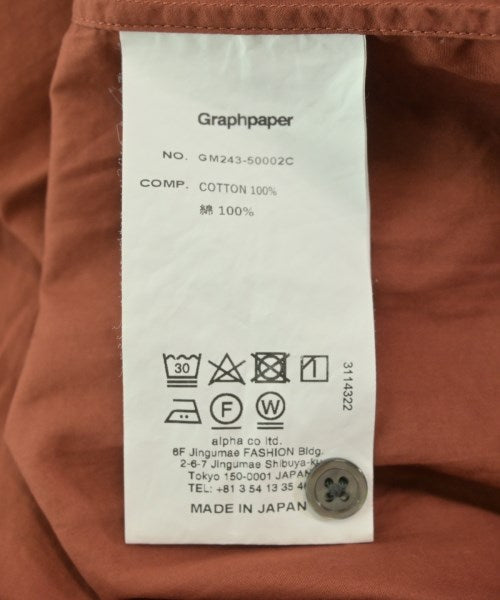 Graphpaper
NO. GM243-50002C
COMP. COTTON 100%
綿 100%
30
3114322
F W
alpha co ltd.
6F Jingumae FASHION Bldg.
2-6-7 Jingumae Shibuya-ku
Tokyo 150-0001 JAPAN
TEL: +81 3 54 13 35
MADE IN JAPAN